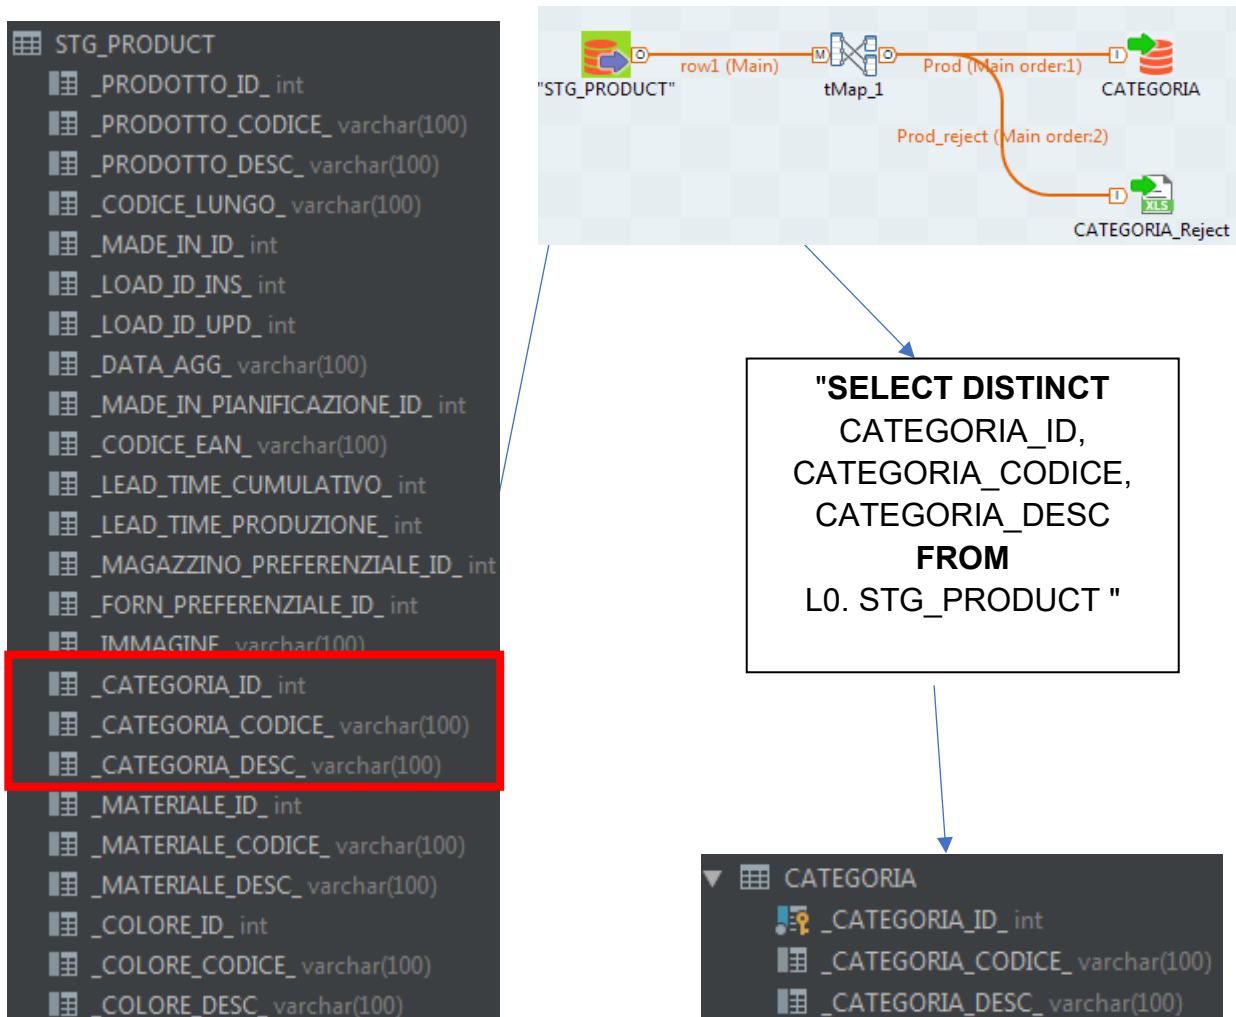 STG_PRODUCT
_PRODOTTO_ID_ int
_PRODOTTO_CODICE_ varchar(100)
_PRODOTTO_DESC_ varchar(100)
_CODICE_LUNGO_ varchar(100)
_MADE_IN_ID_ int
_LOAD_ID_INS_ int
_LOAD_ID_UPD_ int
_DATA_AGG_ varchar(100)
_MADE_IN_PIANIFICAZIONE_ID_ int
_CODICE_EAN_ varchar(100)
_LEAD_TIME_CUMULATIVO_ int
_LEAD_TIME_PRODUZIONE_ int
_MAGAZZINO_PREFERENZIALE_ID_ int
_FORN_PREFERENZIALE_ID_ int
_IMMAGINE_ varchar(100)
_CATEGORIA_ID_ int
_CATEGORIA_CODICE_ varchar(100)
_CATEGORIA_DESC_ varchar(100)
_MATERIALE_ID_ int
_MATERIALE_CODICE_ varchar(100)
_MATERIALE_DESC_ varchar(100)
_COLORE_ID_ int
_COLORE_CODICE_ varchar(100)
_COLORE_DESC_ varchar(100)
O
row1 (Main)
M
O
Prod (Main order:1)
I
"STG_PRODUCT"
tMap_1
CATEGORIA
Prod_reject (Main order:2)
I
XLS
CATEGORIA_Reject
"SELECT DISTINCT
CATEGORIA_ID,
CATEGORIA_CODICE,
CATEGORIA_DESC
FROM
L0. STG_PRODUCT "
CATEGORIA
_CATEGORIA_ID_ int
_CATEGORIA_CODICE_ varchar(100)
_CATEGORIA_DESC_ varchar(100)